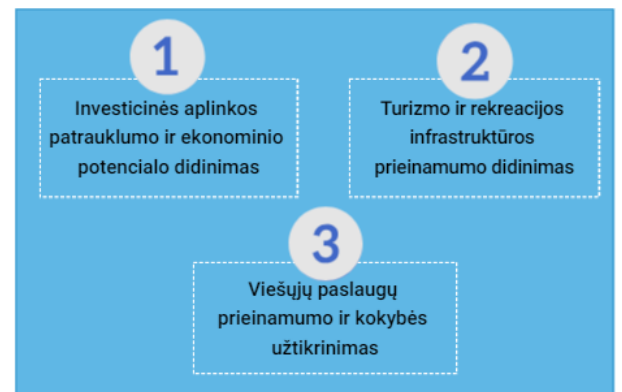 1
Investicinės aplinkos
patrauklumo ir ekonominio
potencialo didinimas
2
Turizmo ir rekreacijos
infrastruktūros
prieinamumo didinimas
3
Viešųjų paslaugų
prieinamumo ir kokybės
užtikrinimas